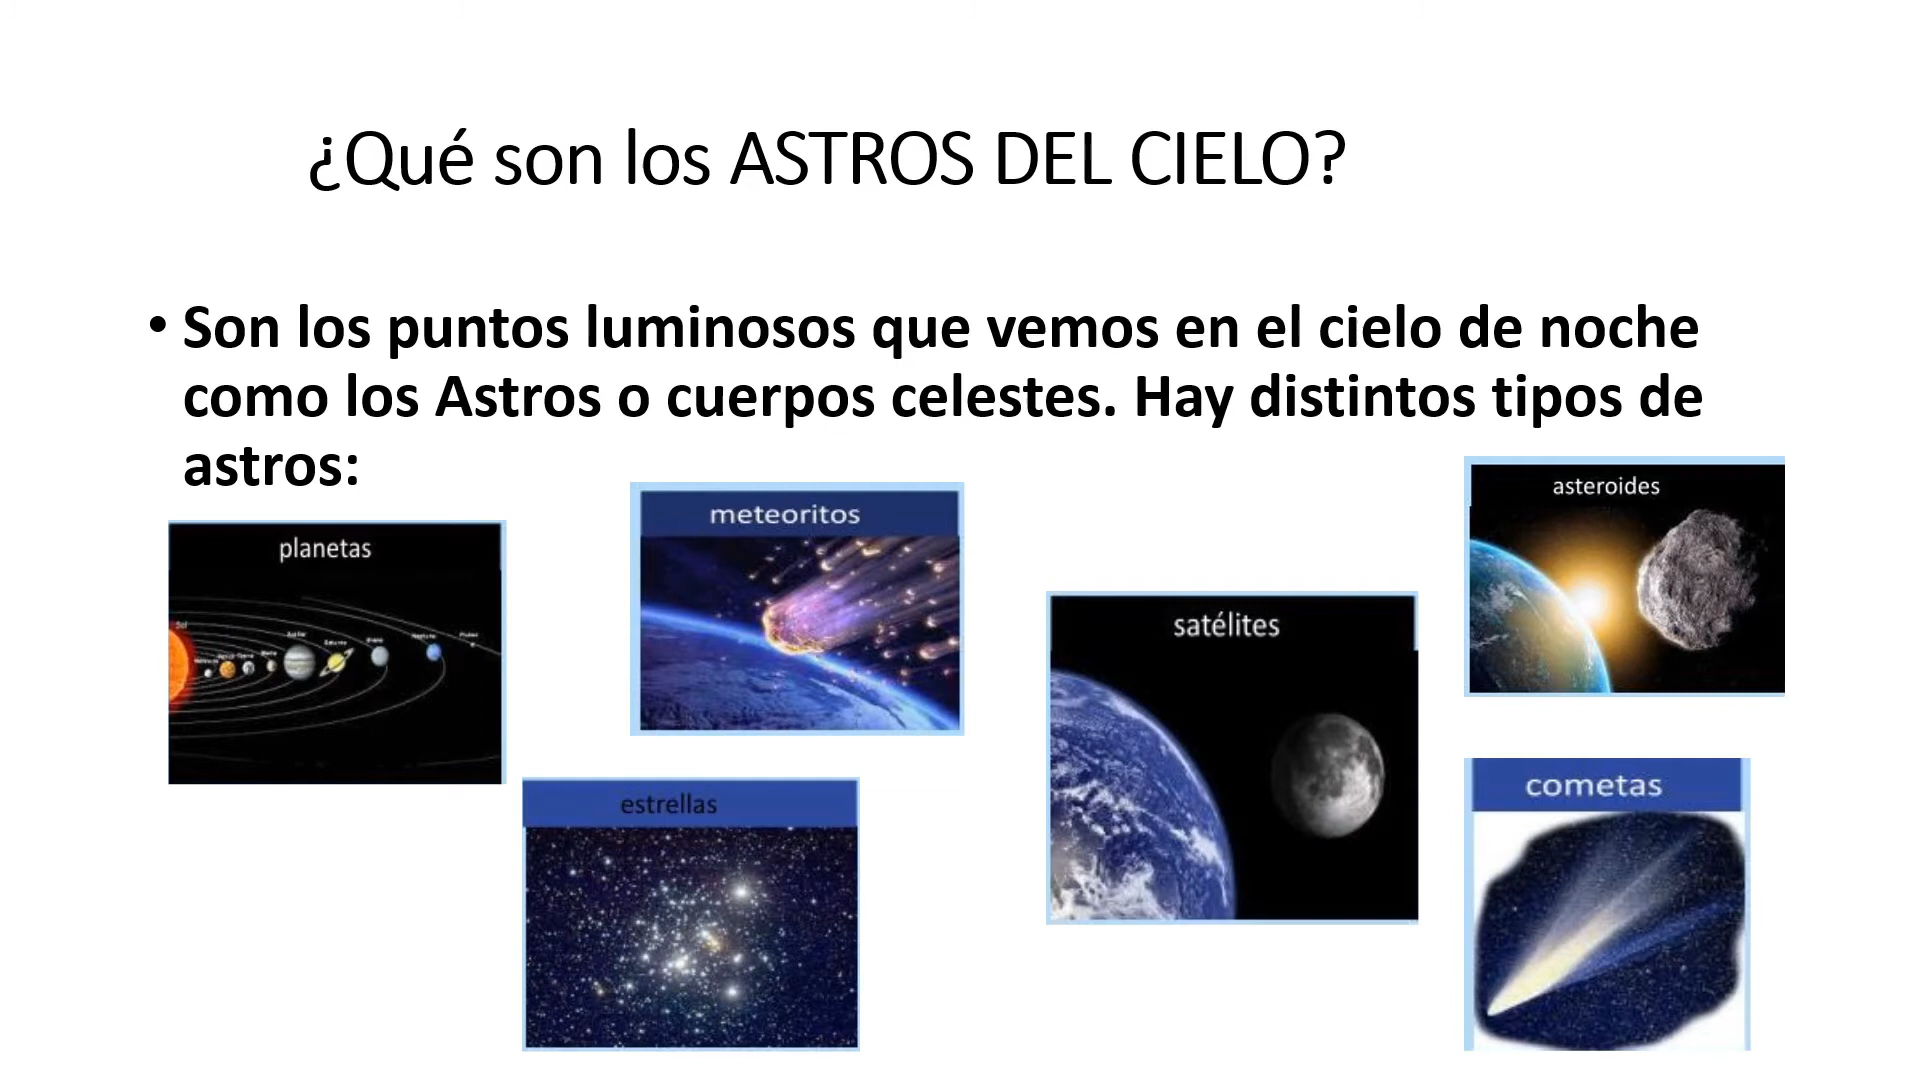 ¿Qué son los ASTROS DEL CIELO?
• Son los puntos luminosos que vemos en el cielo de noche
como los Astros o cuerpos celestes. Hay distintos tipos de
astros:
asteroides
meteoritos
planetas
satélites
Sol
cometas
estrellas